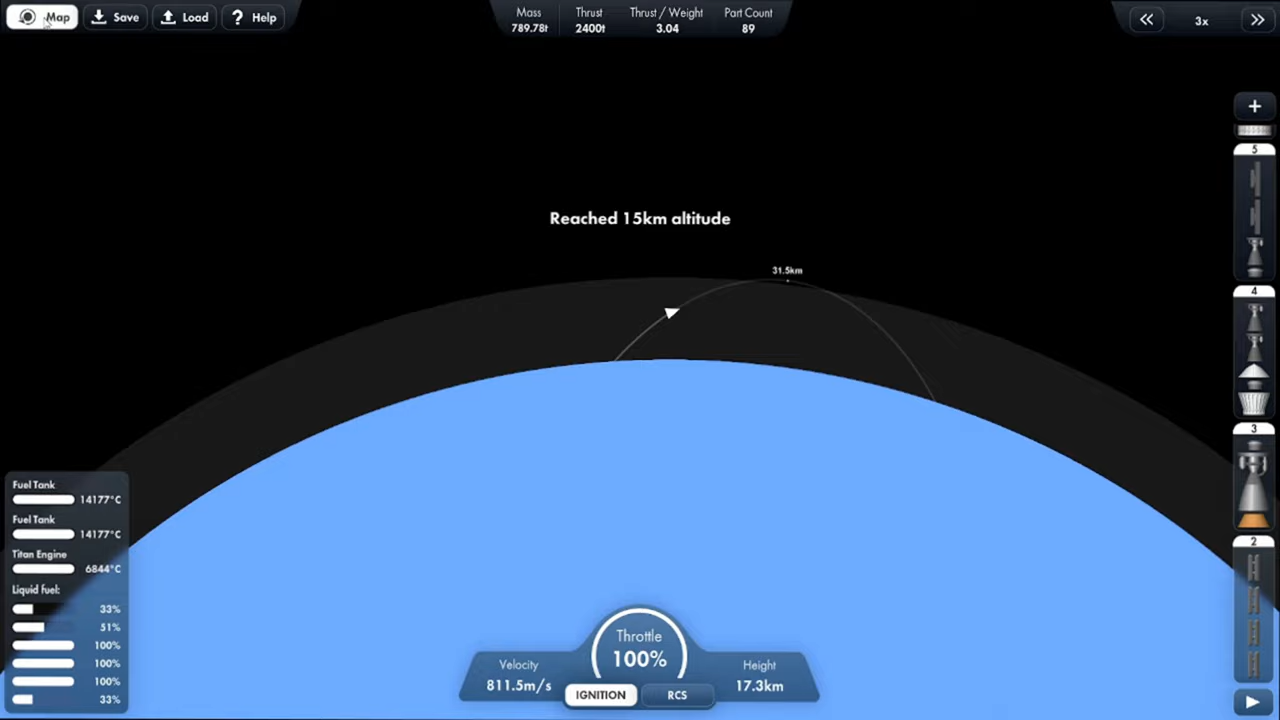 Map
Save
Load
? Help
Mass
789.78t
Thrust
2400t
Thrust / Weight
3.04
Part Count
89
3x
Reached 15km altitude
31.5km
5
4
3
2
Fuel Tank
14177°C
Fuel Tank
14177°C
Titan Engine
6844°C
Liquid fuel:
33%
51%
100%
100%
100%
33%
Throttle
100%
Velocity
811.5m/s
Height
17.3km
IGNITION
RCS